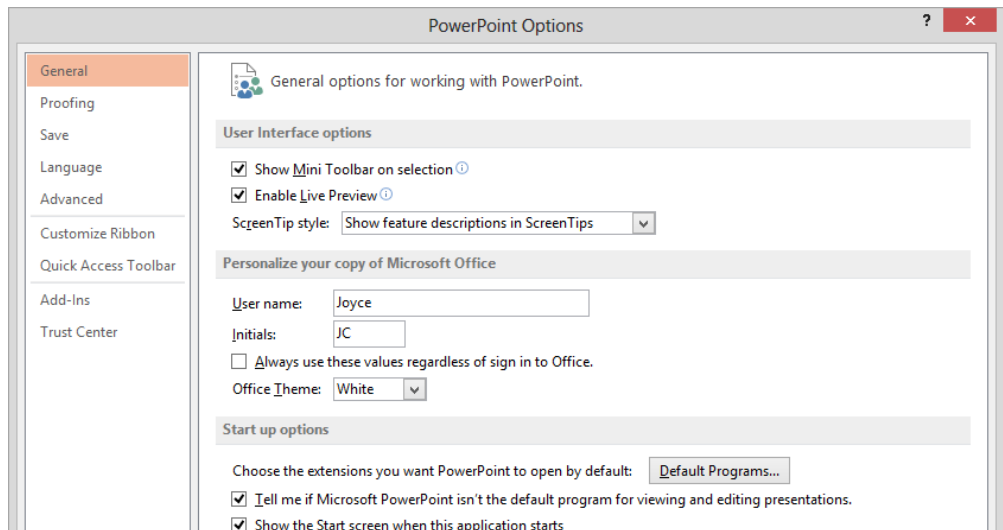 PowerPoint Options
?
General
Proofing
Save
Language
Advanced
Customize Ribbon
Quick Access Toolbar
Add-Ins
Trust Center
General options for working with PowerPoint.
User Interface options
Show Mini Toolbar on selection
Enable Live Preview
ScreenTip style: Show feature descriptions in ScreenTips
Personalize your copy of Microsoft Office
User name: Joyce
Initials: JC
Always use these values regardless of sign in to Office.
Office Theme: White
Start up options
Choose the extensions you want PowerPoint to open by default: Default Programs...
Tell me if Microsoft PowerPoint isn't the default program for viewing and editing presentations.
Show the Start screen when this application starts